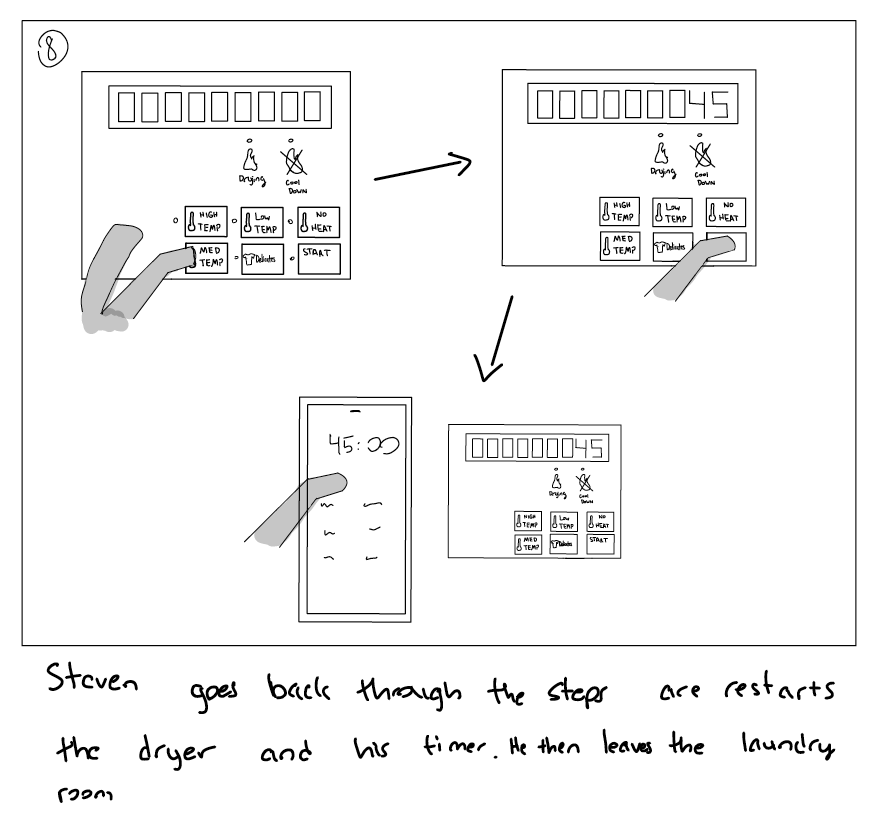 8
45
Drying
Cool Down
Drying
Cool Down
HIGH TEMP
LOW TEMP
NO HEAT
HIGH TEMP
LOW TEMP
NO HEAT
MED TEMP
Delicates
START
MED TEMP
Delicates
45:00
45
Drying
Cool Down
HIGH TEMP
LOW TEMP
NO HEAT
MED TEMP
Delicates
START
Steven goes back through the steps are restarts
the dryer and his timer. He then leaves the laundry
room